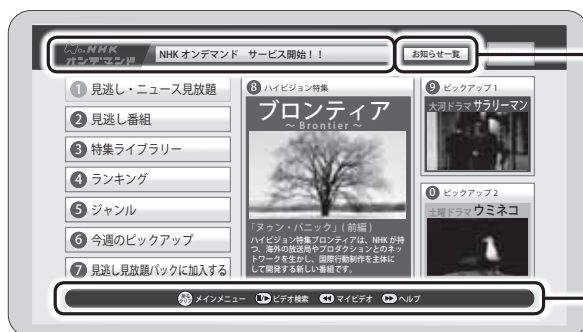 NHK
オンデマンド
NHK オンデマンド サービス開始！！
お知らせ一覧
1 見逃し・ニュース見放題
2 見逃し番組
3 特集ライブラリー
4 ランキング
5 ジャンル
6 今週のピックアップ
7 見逃し見放題パックに加入する
8 ハイビジョン特集
ブロンティア
～ Brontier ～
「ヌゥン・パニック」( 前編 )
ハイビジョン特集ブロンティアは、NHK が持
つ、海外の放送局やプロダクションとのネッ
トワークを生かし、国際行動制作を主体に
して開発する新しい番組です。
9 ピックアップ 1
大河ドラマ サラリーマン
0 ピックアップ 2
土曜ドラマ ウミネコ
メインメニュー ビデオ検索 マイビデオ ヘルプ